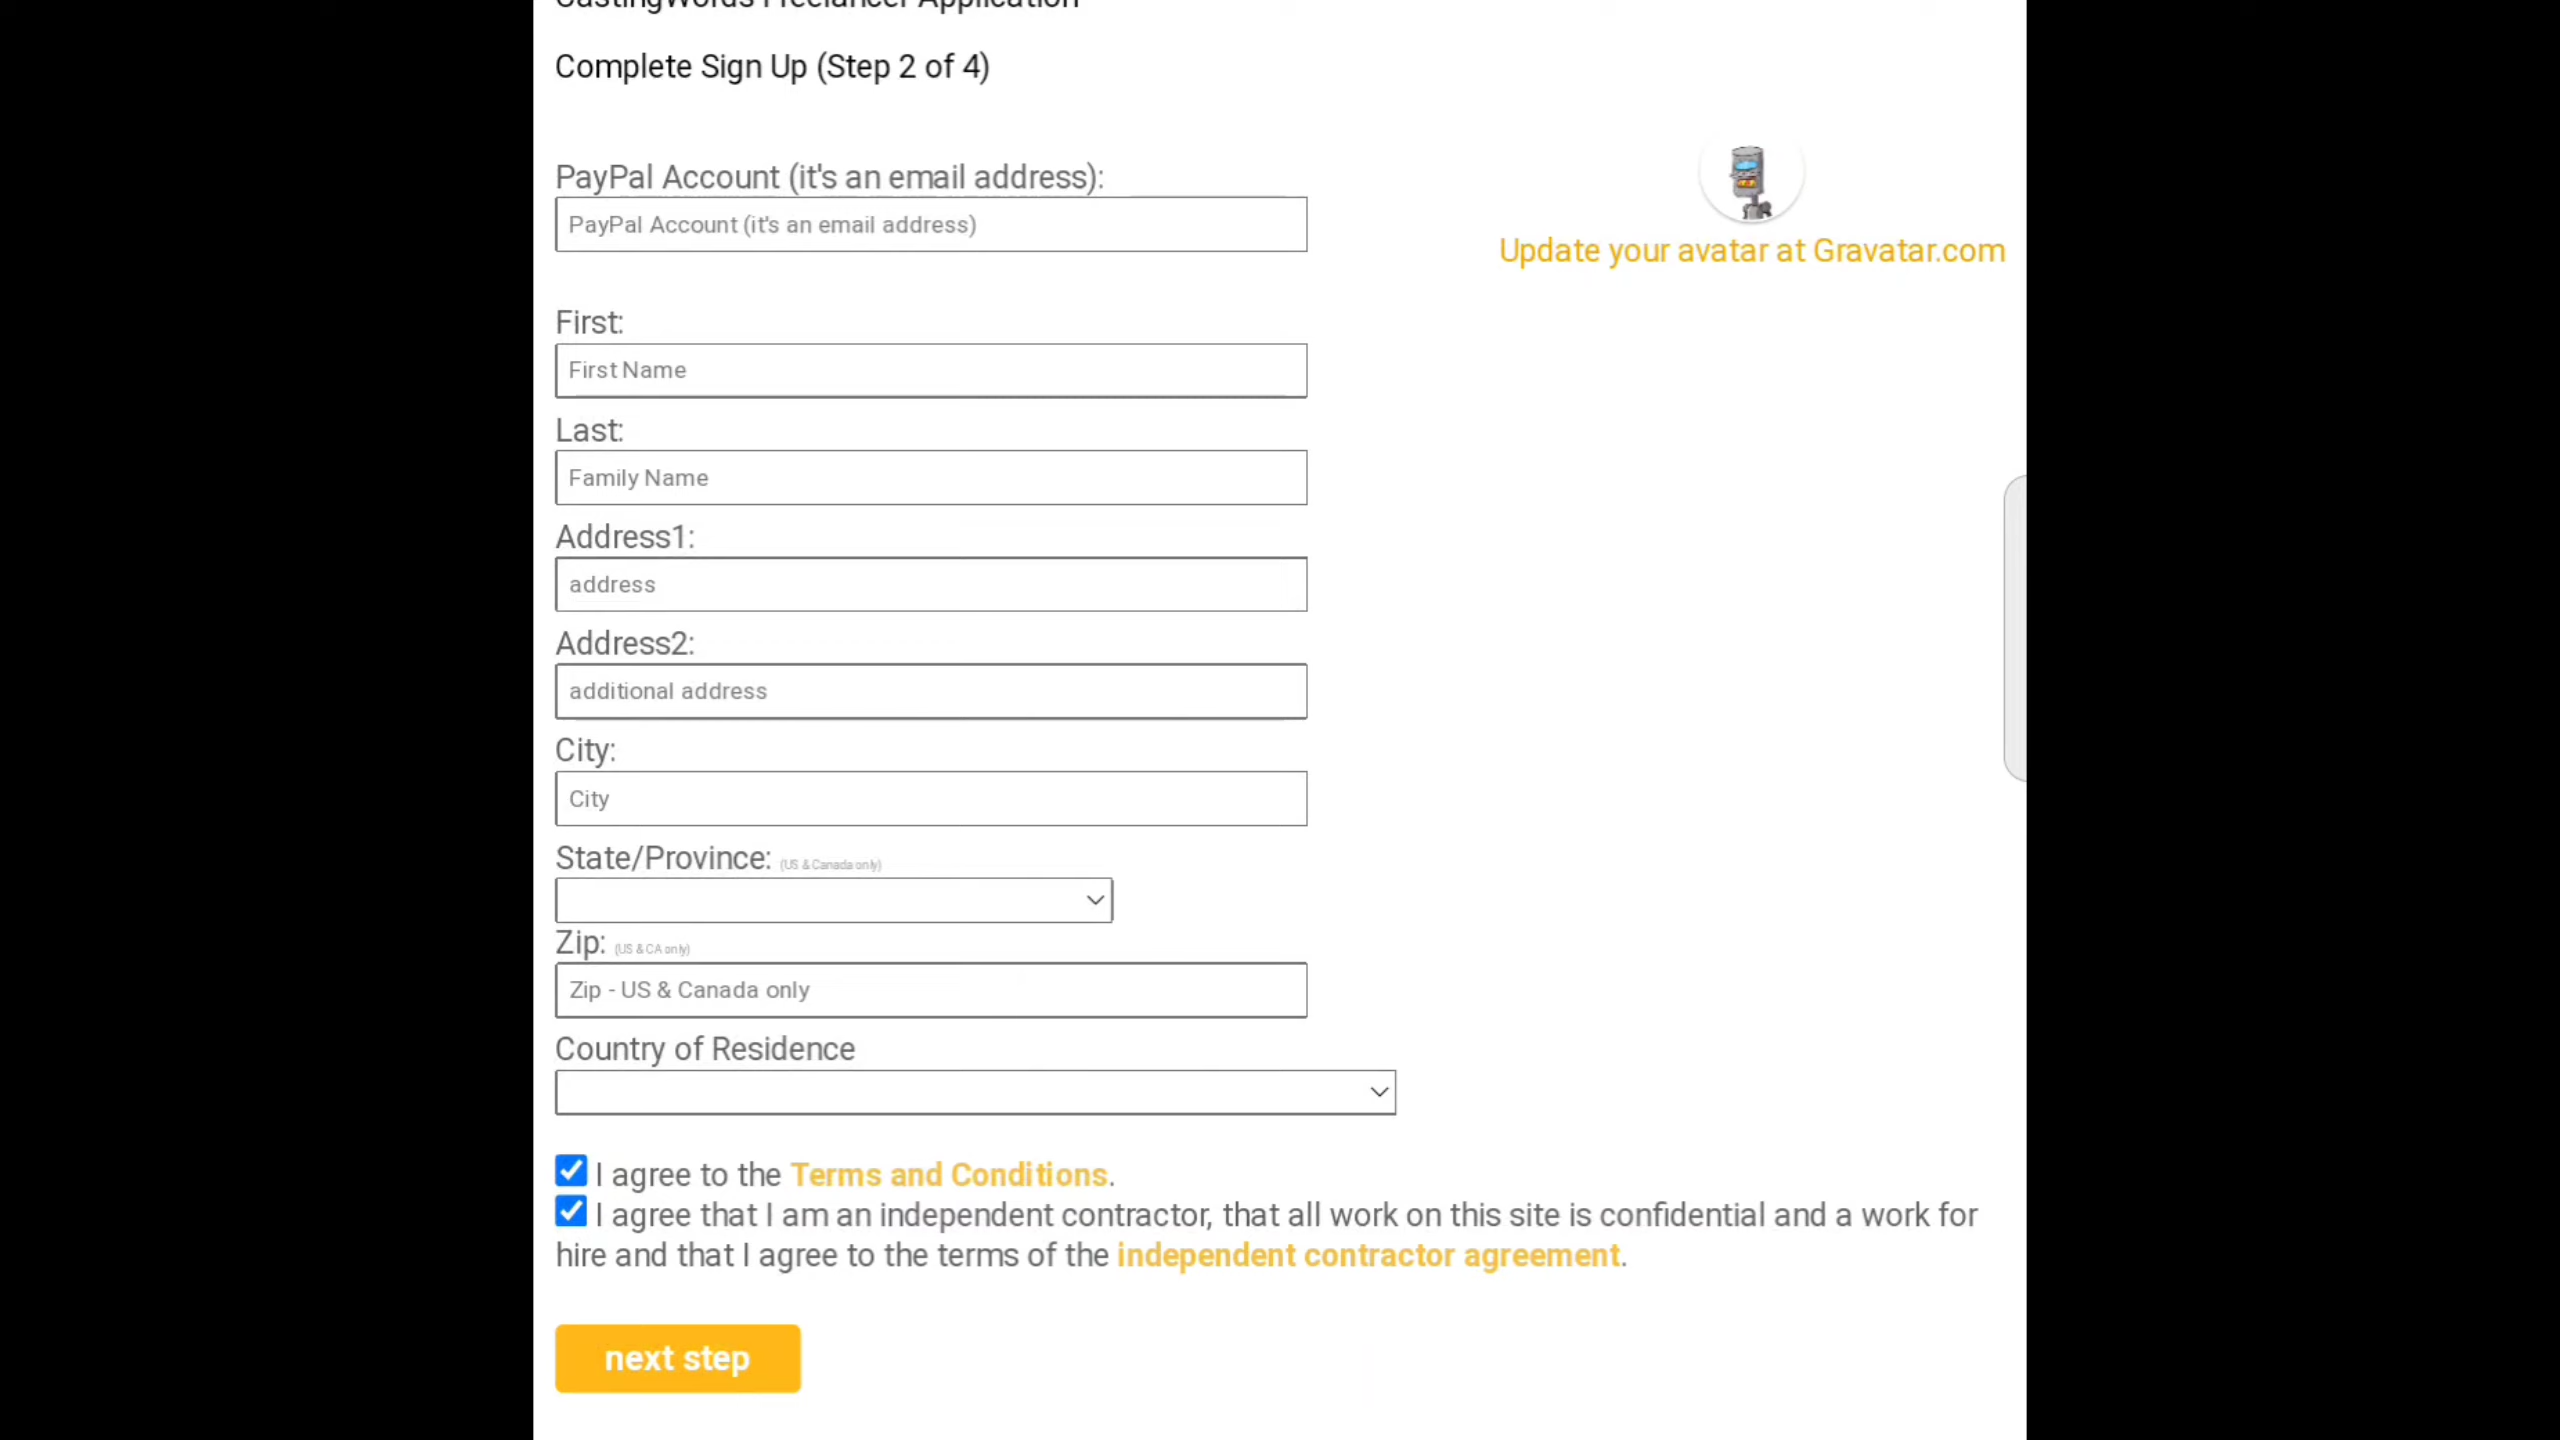 CastingWords Freelancer Application
Complete Sign Up (Step 2 of 4)
PayPal Account (it's an email address):
PayPal Account (it's an email address)
Update your avatar at Gravatar.com
First:
First Name
Last:
Family Name
Address1:
address
Address2:
additional address
City:
City
State/Province: (US & Canada only)
Zip: (US & CA only)
Zip - US & Canada only
Country of Residence
I agree to the Terms and Conditions.
I agree that I am an independent contractor, that all work on this site is confidential and a work for
hire and that I agree to the terms of the independent contractor agreement.
next step